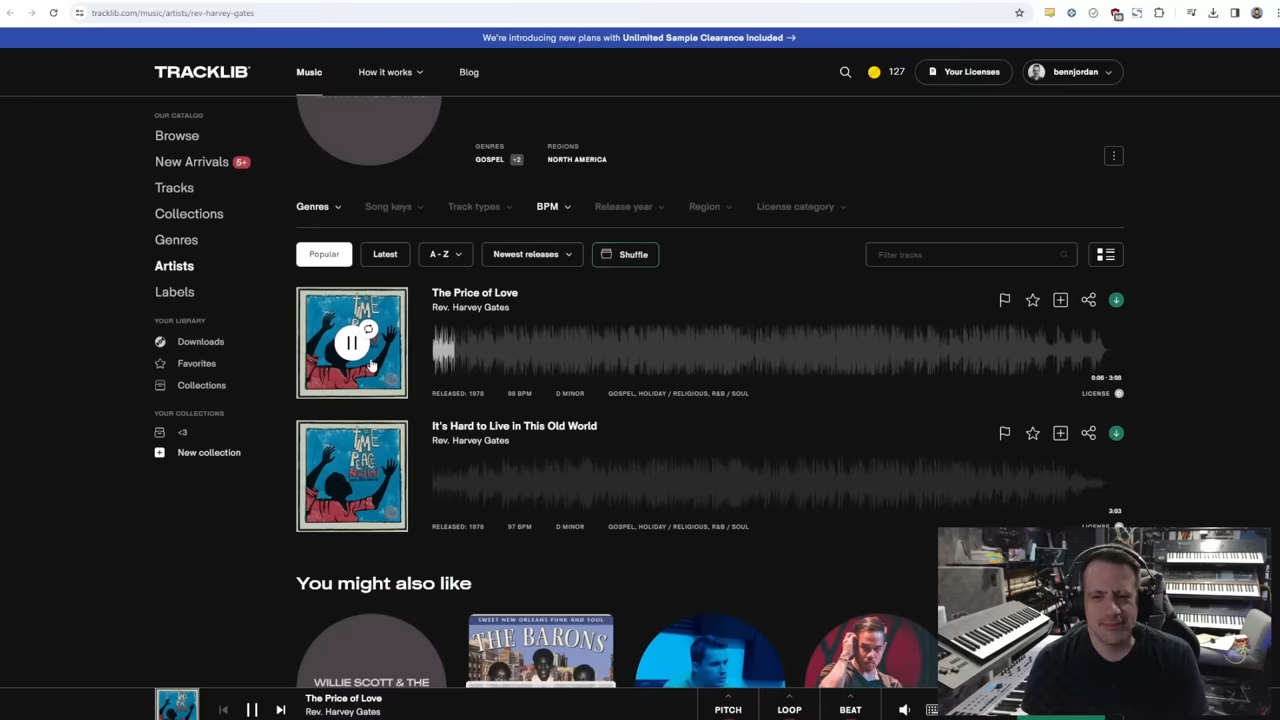 tracklib.com/music/artists/rev-harvey-gates
We're introducing new plans with Unlimited Sample Clearance Included →
TRACKLIB
Music
How it works
Blog
127
Your Licenses
bennjordan
OUR CATALOG
Browse
New Arrivals 5+
Tracks
Collections
Genres
Artists
Labels
YOUR LIBRARY
Downloads
Favorites
Collections
YOUR COLLECTIONS
<3
New collection
GENRES
GOSPEL +2
REGIONS
NORTH AMERICA
Genres
Song keys
Track types
BPM
Release year
Region
License category
Popular
Latest
A - Z
Newest releases
Shuffle
Filter tracks
The Price of Love
Rev. Harvey Gates
0:06 - 3:08
RELEASED: 1978 98 BPM D MINOR GOSPEL, HOLIDAY / RELIGIOUS, R&B / SOUL
LICENSE C
TIME
PEACE
It's Hard to Live in This Old World
Rev. Harvey Gates
3:03
RELEASED: 1978 97 BPM D MINOR GOSPEL, HOLIDAY / RELIGIOUS, R&B / SOUL
LICENSE
You might also like
WILLIE SCOTT & THE
SWEET NEW ORLEANS FUNK AND SOUL
THE BARONS
The Price of Love
Rev. Harvey Gates
PITCH
LOOP
BEAT